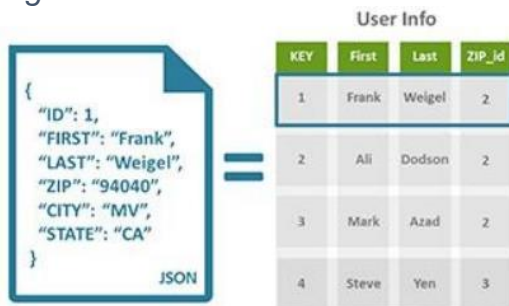 User Info
{
"ID": 1,
"FIRST": "Frank",
"LAST": "Weigel",
"ZIP": "94040",
"CITY": "MV",
"STATE": "CA"
}
JSON
=
KEY First Last ZIP_id
1 Frank Weigel 2
2 Ali Dodson 2
3 Mark Azad 2
4 Steve Yen 3